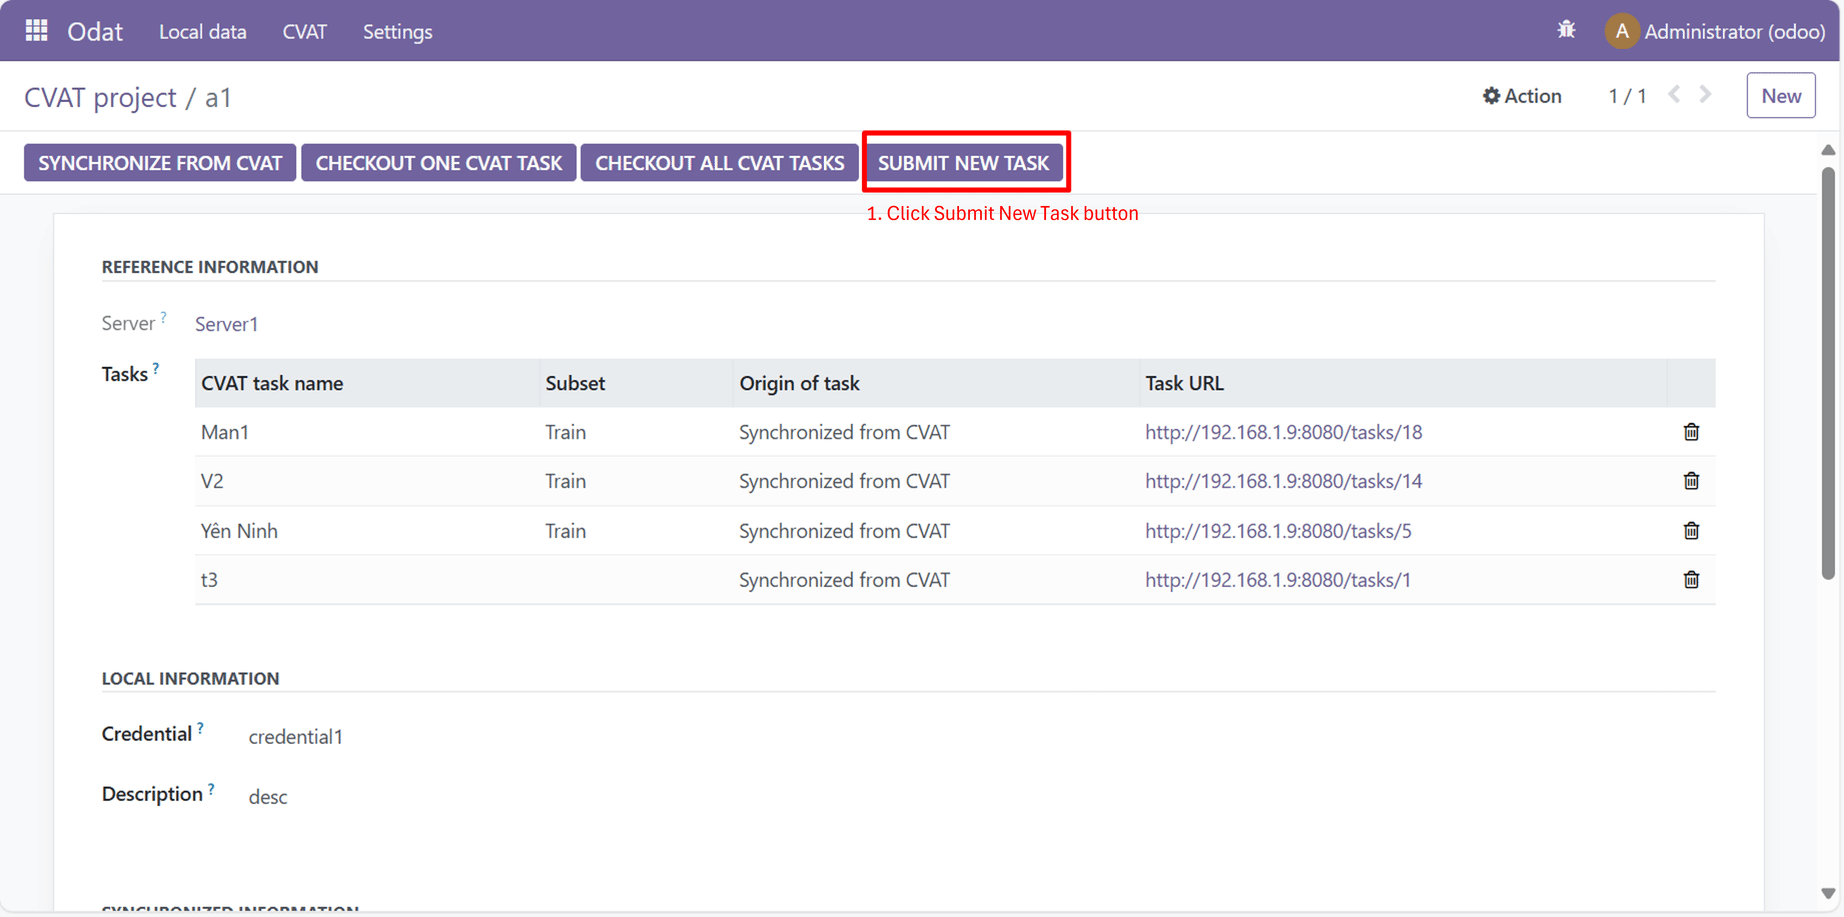 Odat Local data CVAT Settings A Administrator (odoo)
CVAT project / a1 Action 1 / 1 New
SYNCHRONIZE FROM CVAT CHECKOUT ONE CVAT TASK CHECKOUT ALL CVAT TASKS SUBMIT NEW TASK
1. Click Submit New Task button
REFERENCE INFORMATION
Server ? Server1
Tasks ? CVAT task name Subset Origin of task Task URL
Man1 Train Synchronized from CVAT http://192.168.1.9:8080/tasks/18
V2 Train Synchronized from CVAT http://192.168.1.9:8080/tasks/14
Yên Ninh Train Synchronized from CVAT http://192.168.1.9:8080/tasks/5
t3 Synchronized from CVAT http://192.168.1.9:8080/tasks/1
LOCAL INFORMATION
Credential ? credential1
Description ? desc
SYNCHRONIZED INFORMATION